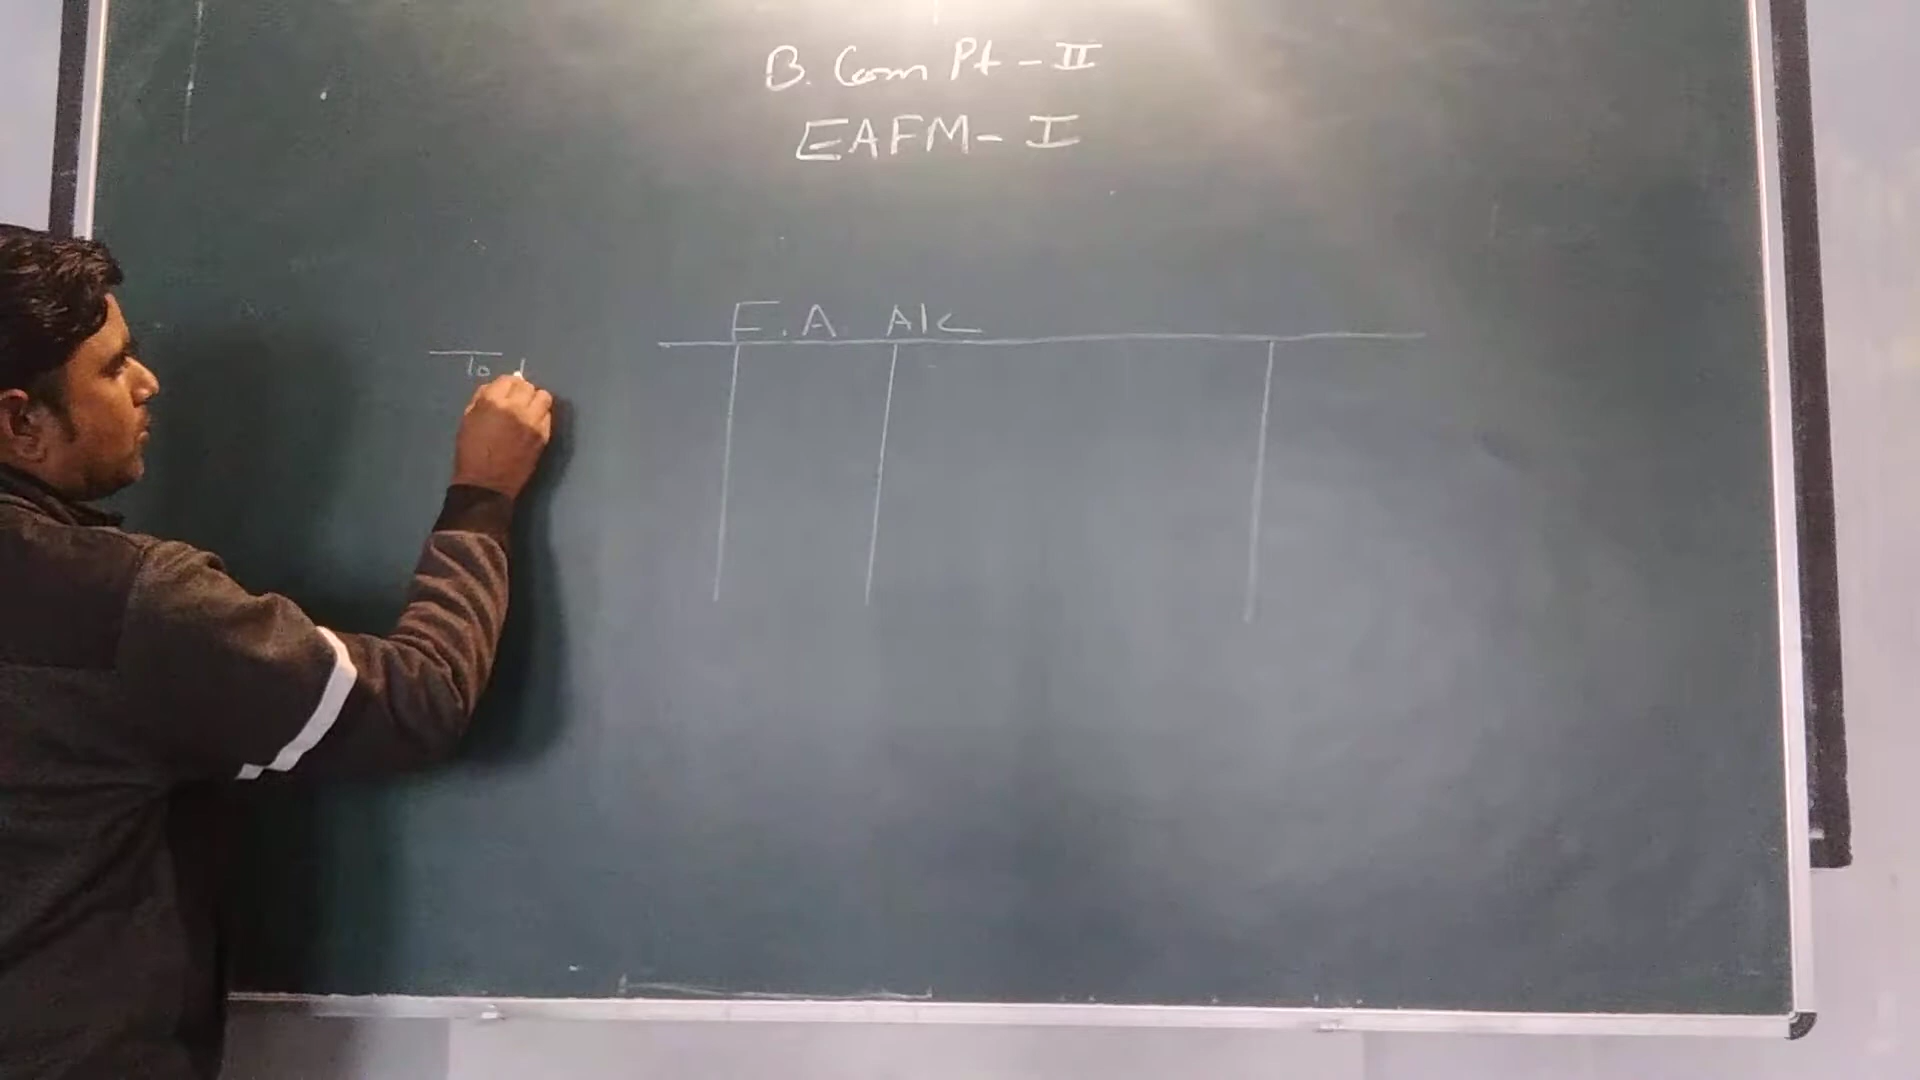 B. Com Pt - II
EAFM - I
F.A. A/c
To